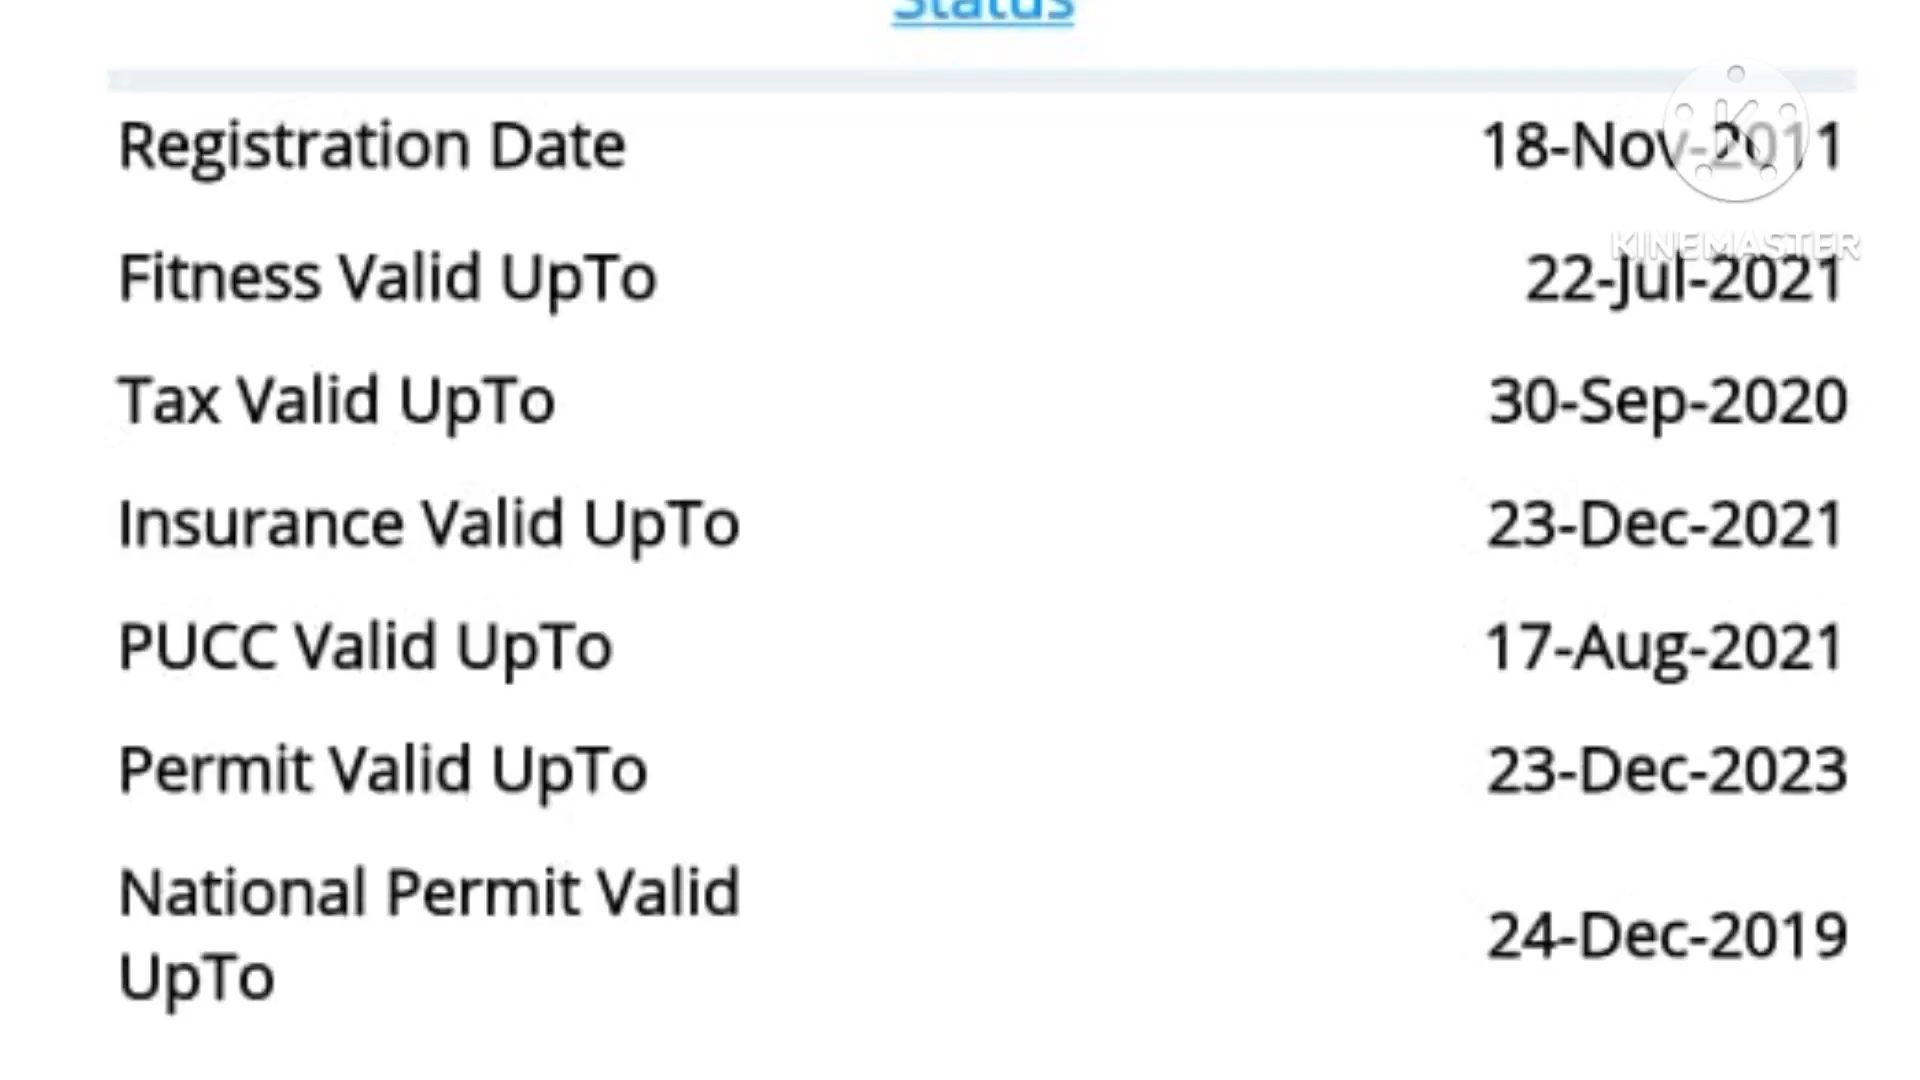 Status
Registration Date 18-Nov-2011
KINEMASTER
Fitness Valid UpTo 22-Jul-2021
Tax Valid UpTo 30-Sep-2020
Insurance Valid UpTo 23-Dec-2021
PUCC Valid UpTo 17-Aug-2021
Permit Valid UpTo 23-Dec-2023
National Permit Valid
UpTo 24-Dec-2019